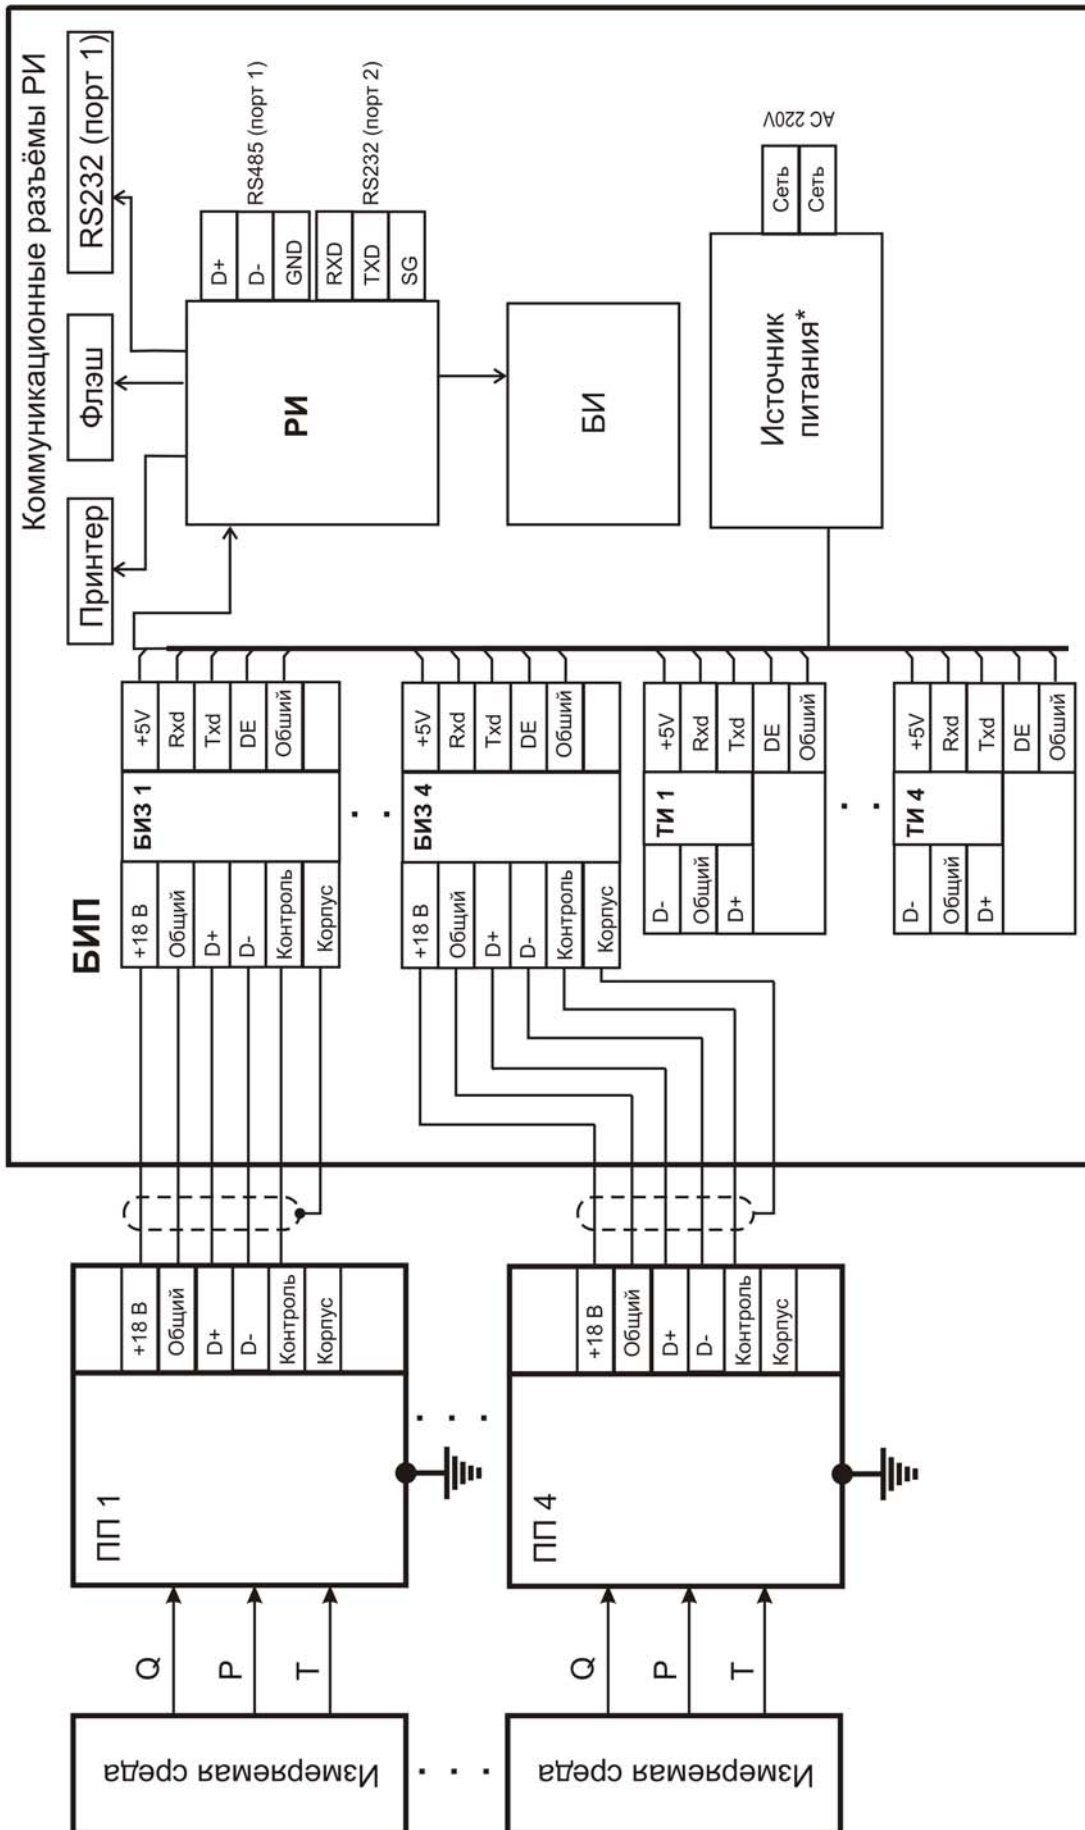 Коммуникационные разъёмы РИ
Принтер
Флэш
RS232 (порт 1)
БИП
РИ
D+
D-
GND
RS485 (порт 1)
RXD
TXD
SG
RS232 (порт 2)
БИ
Источник
питания*
Сеть
Сеть
AC 220V
БИЗ 1
+18 В
Общий
D+
D-
Контроль
Корпус
+5V
Rxd
Txd
DE
Обший
. .
БИЗ 4
+18 В
Общий
D+
D-
Контроль
Корпус
+5V
Rxd
Txd
DE
Обший
ТИ 1
D-
Общий
D+
+5V
Rxd
Txd
DE
Обший
. .
ТИ 4
D-
Общий
D+
+5V
Rxd
Txd
DE
Обший
ПП 1
+18 В
Общий
D+
D-
Контроль
Корпус
. . .
ПП 4
+18 В
Общий
D+
D-
Контроль
Корпус
Q
P
T
Q
P
T
Измеряемая среда
. . .
Измеряемая среда